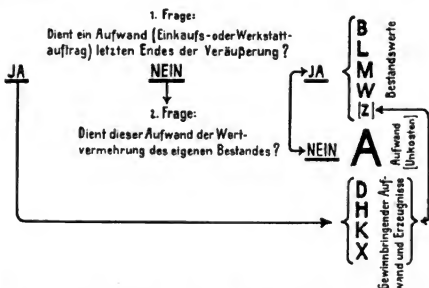 1. Frage:
Dient ein Aufwand (Einkaufs-oder Werkstatt-
auftrag) letzten Endes der Veräußerung?
JA
NEIN
2. Frage:
Dient dieser Aufwand der Wert-
vermehrung des eigenen Bestandes?
JA
NEIN
B
L
M
W
[Z]
Bestandswerte
A
Aufwand
[Unkosten]
D
H
K
X
Gewinnbringender Auf-
wand und Erzeugnisse